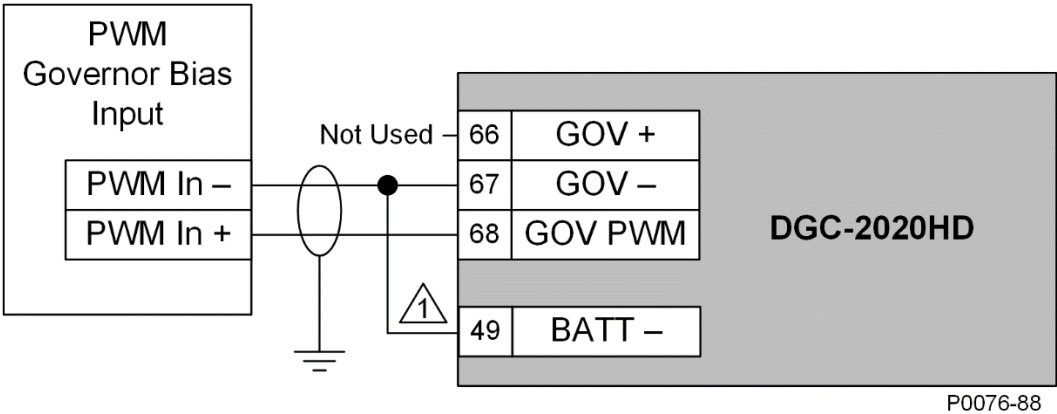 PWM
Governor Bias
Input
Not Used
66 GOV +
PWM In –
67 GOV –
PWM In +
68 GOV PWM
DGC-2020HD
1
49 BATT –
P0076-88